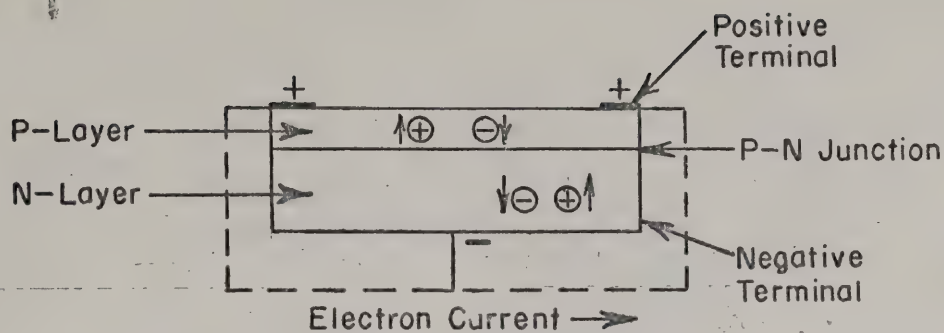 Positive
Terminal
+ +
P-Layer
⊕ ⊖
P-N Junction
N-Layer
⊖ ⊕
−
Negative
Terminal
Electron Current